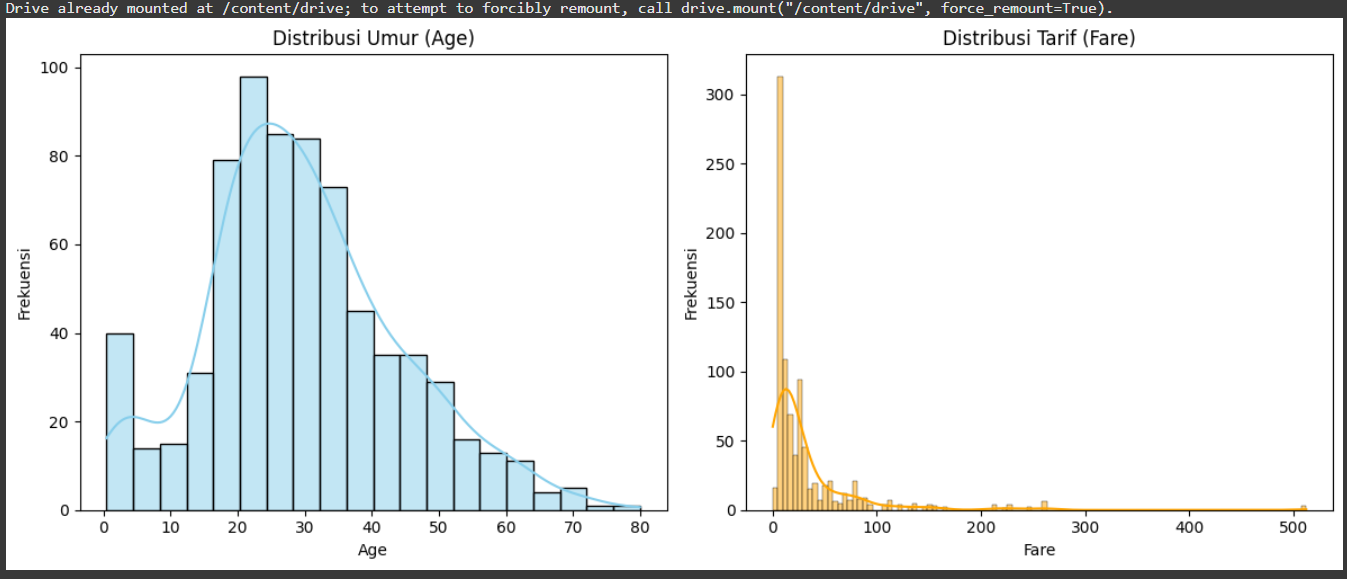 Drive already mounted at /content/drive; to attempt to forcibly remount, call drive.mount("/content/drive", force_remount=True).
Distribusi Umur (Age)
100
80
60
40
20
0
Frekuensi
0 10 20 30 40 50 60 70 80
Age
Distribusi Tarif (Fare)
300
250
200
150
100
50
0
Frekuensi
0 100 200 300 400 500
Fare